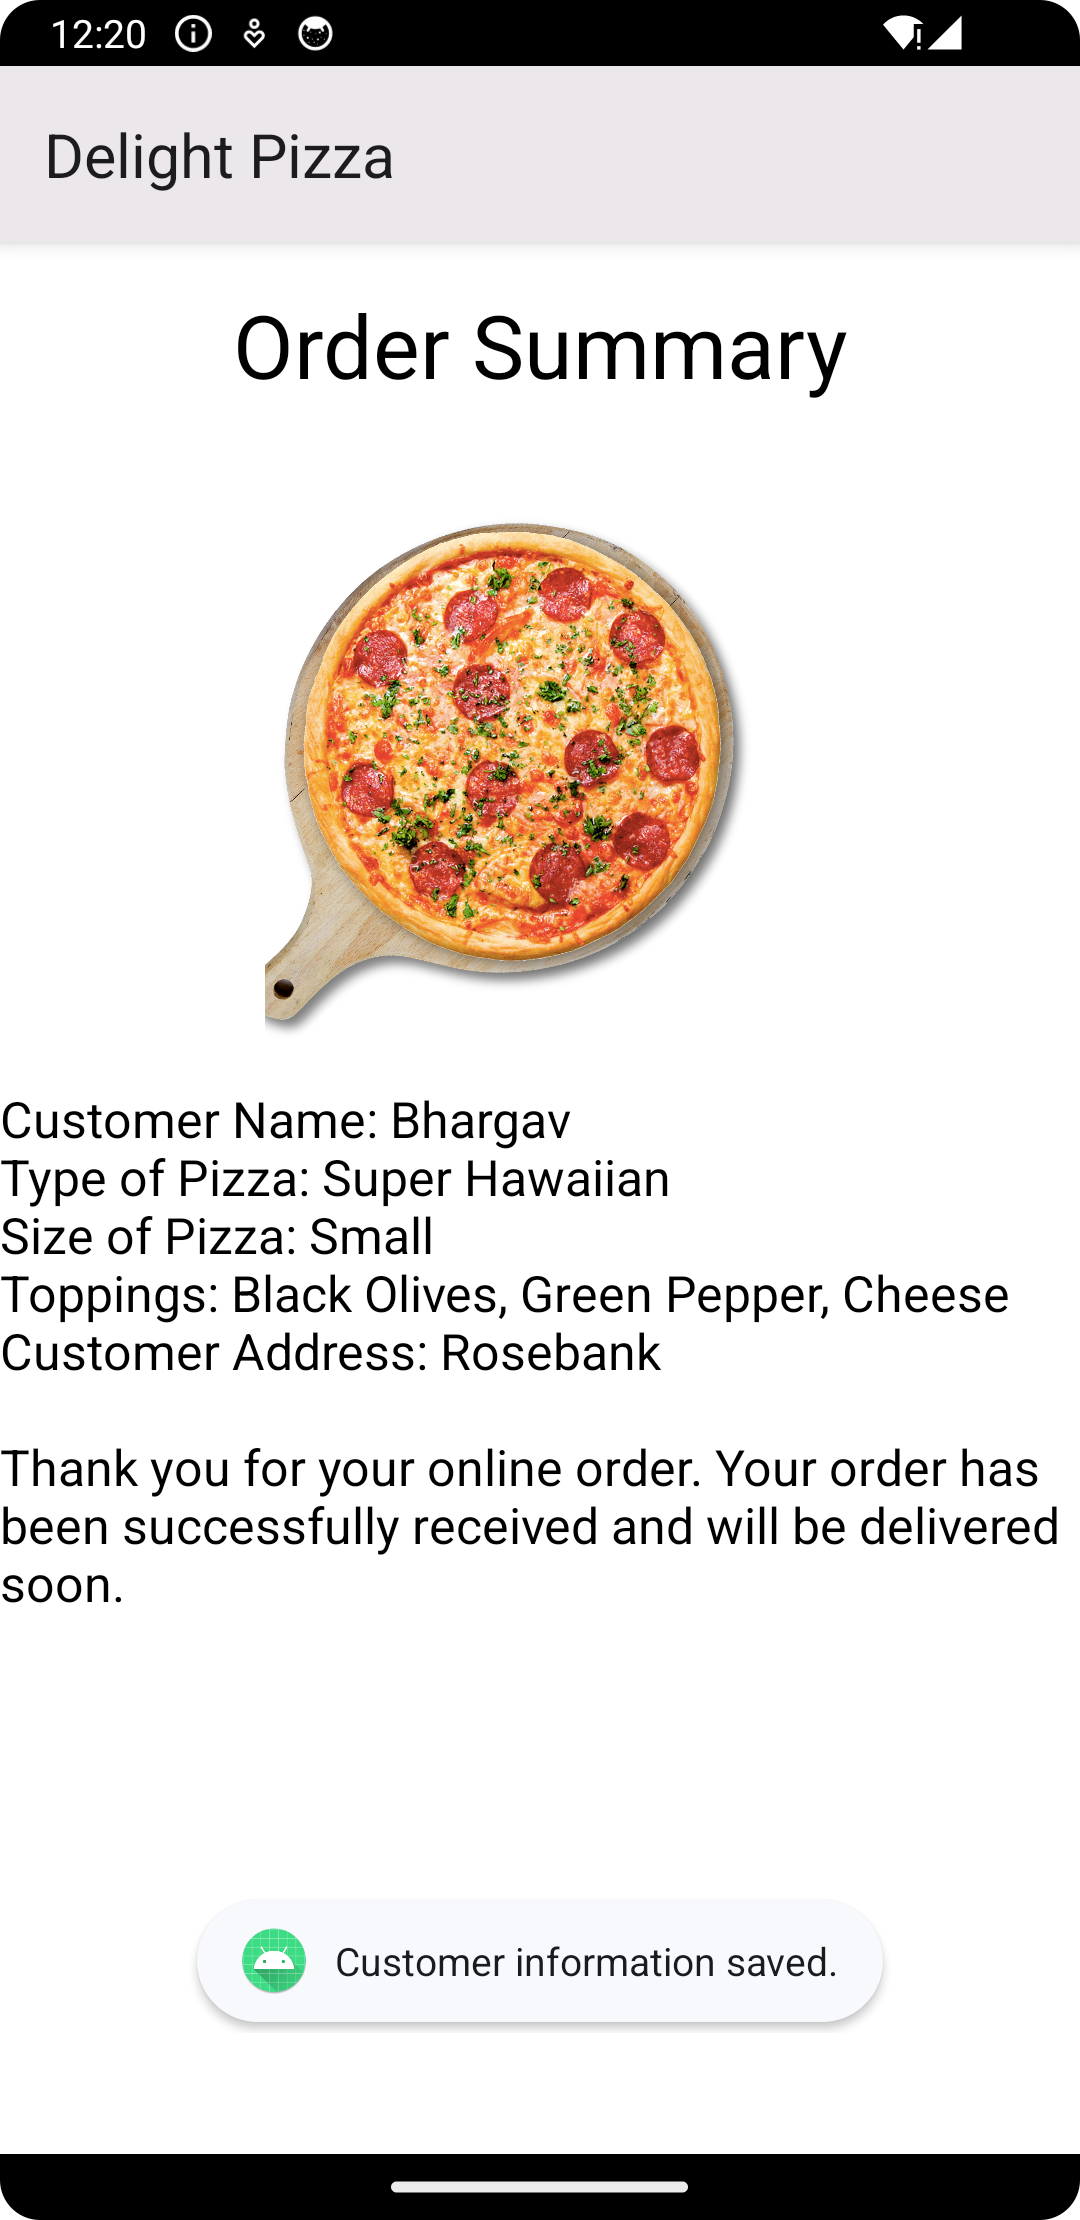 12:20
Delight Pizza
Order Summary
Customer Name: Bhargav
Type of Pizza: Super Hawaiian
Size of Pizza: Small
Toppings: Black Olives, Green Pepper, Cheese
Customer Address: Rosebank
Thank you for your online order. Your order has
been successfully received and will be delivered
soon.
Customer information saved.